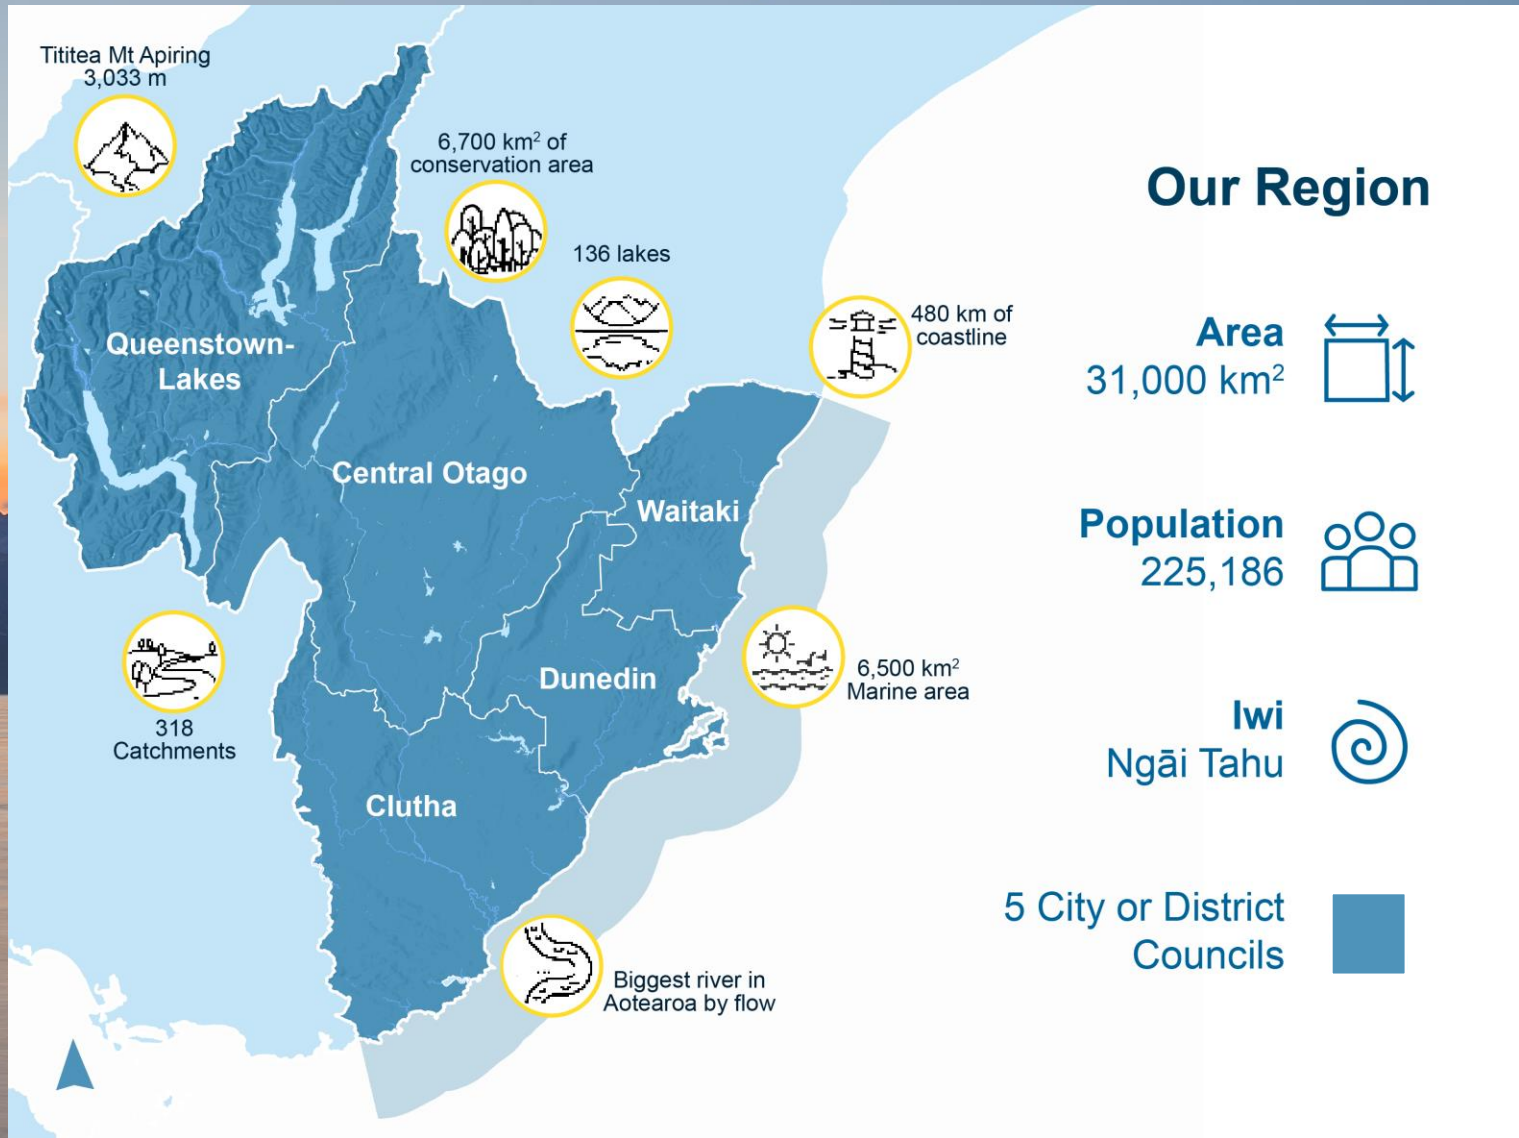 Tititea Mt Apiring
3,033 m
6,700 km² of
conservation area
136 lakes
480 km of
coastline
Queenstown-
Lakes
Central Otago
Waitaki
Dunedin
Clutha
318
Catchments
6,500 km²
Marine area
Biggest river in
Aotearoa by flow
Our Region
Area
31,000 km²
Population
225,186
Iwi
Ngāi Tahu
5 City or District
Councils